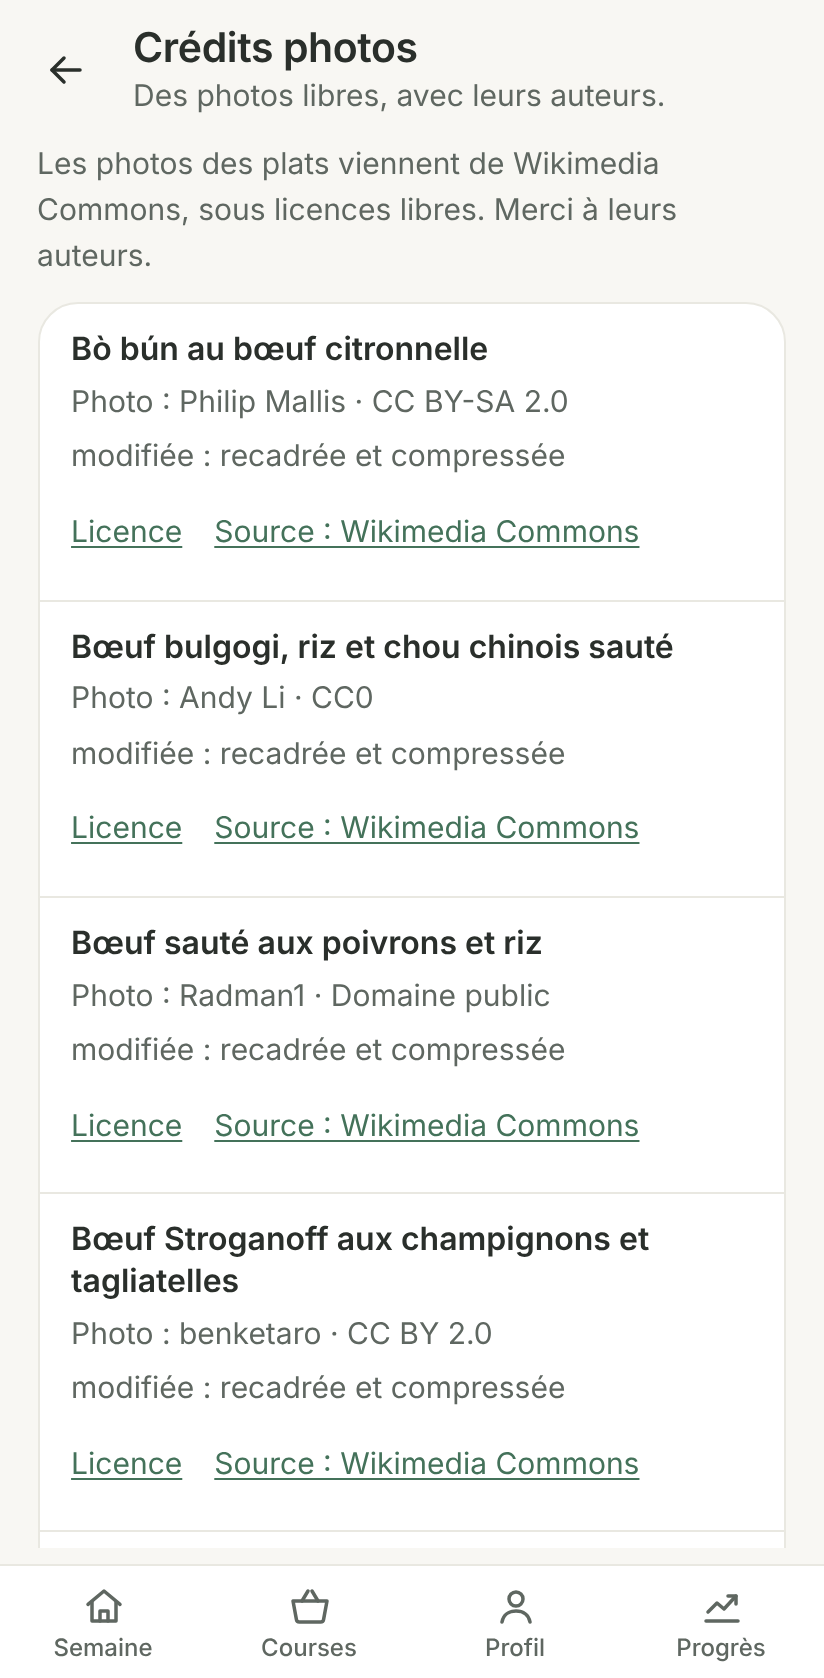 Crédits photos
Des photos libres, avec leurs auteurs.
Les photos des plats viennent de Wikimedia
Commons, sous licences libres. Merci à leurs
auteurs.
Bò bún au bœuf citronnelle
Photo : Philip Mallis · CC BY-SA 2.0
modifiée : recadrée et compressée
Licence Source : Wikimedia Commons
Bœuf bulgogi, riz et chou chinois sauté
Photo : Andy Li · CC0
modifiée : recadrée et compressée
Licence Source : Wikimedia Commons
Bœuf sauté aux poivrons et riz
Photo : Radman1 · Domaine public
modifiée : recadrée et compressée
Licence Source : Wikimedia Commons
Bœuf Stroganoff aux champignons et
tagliatelles
Photo : benketaro · CC BY 2.0
modifiée : recadrée et compressée
Licence Source : Wikimedia Commons
Semaine Courses Profil Progrès